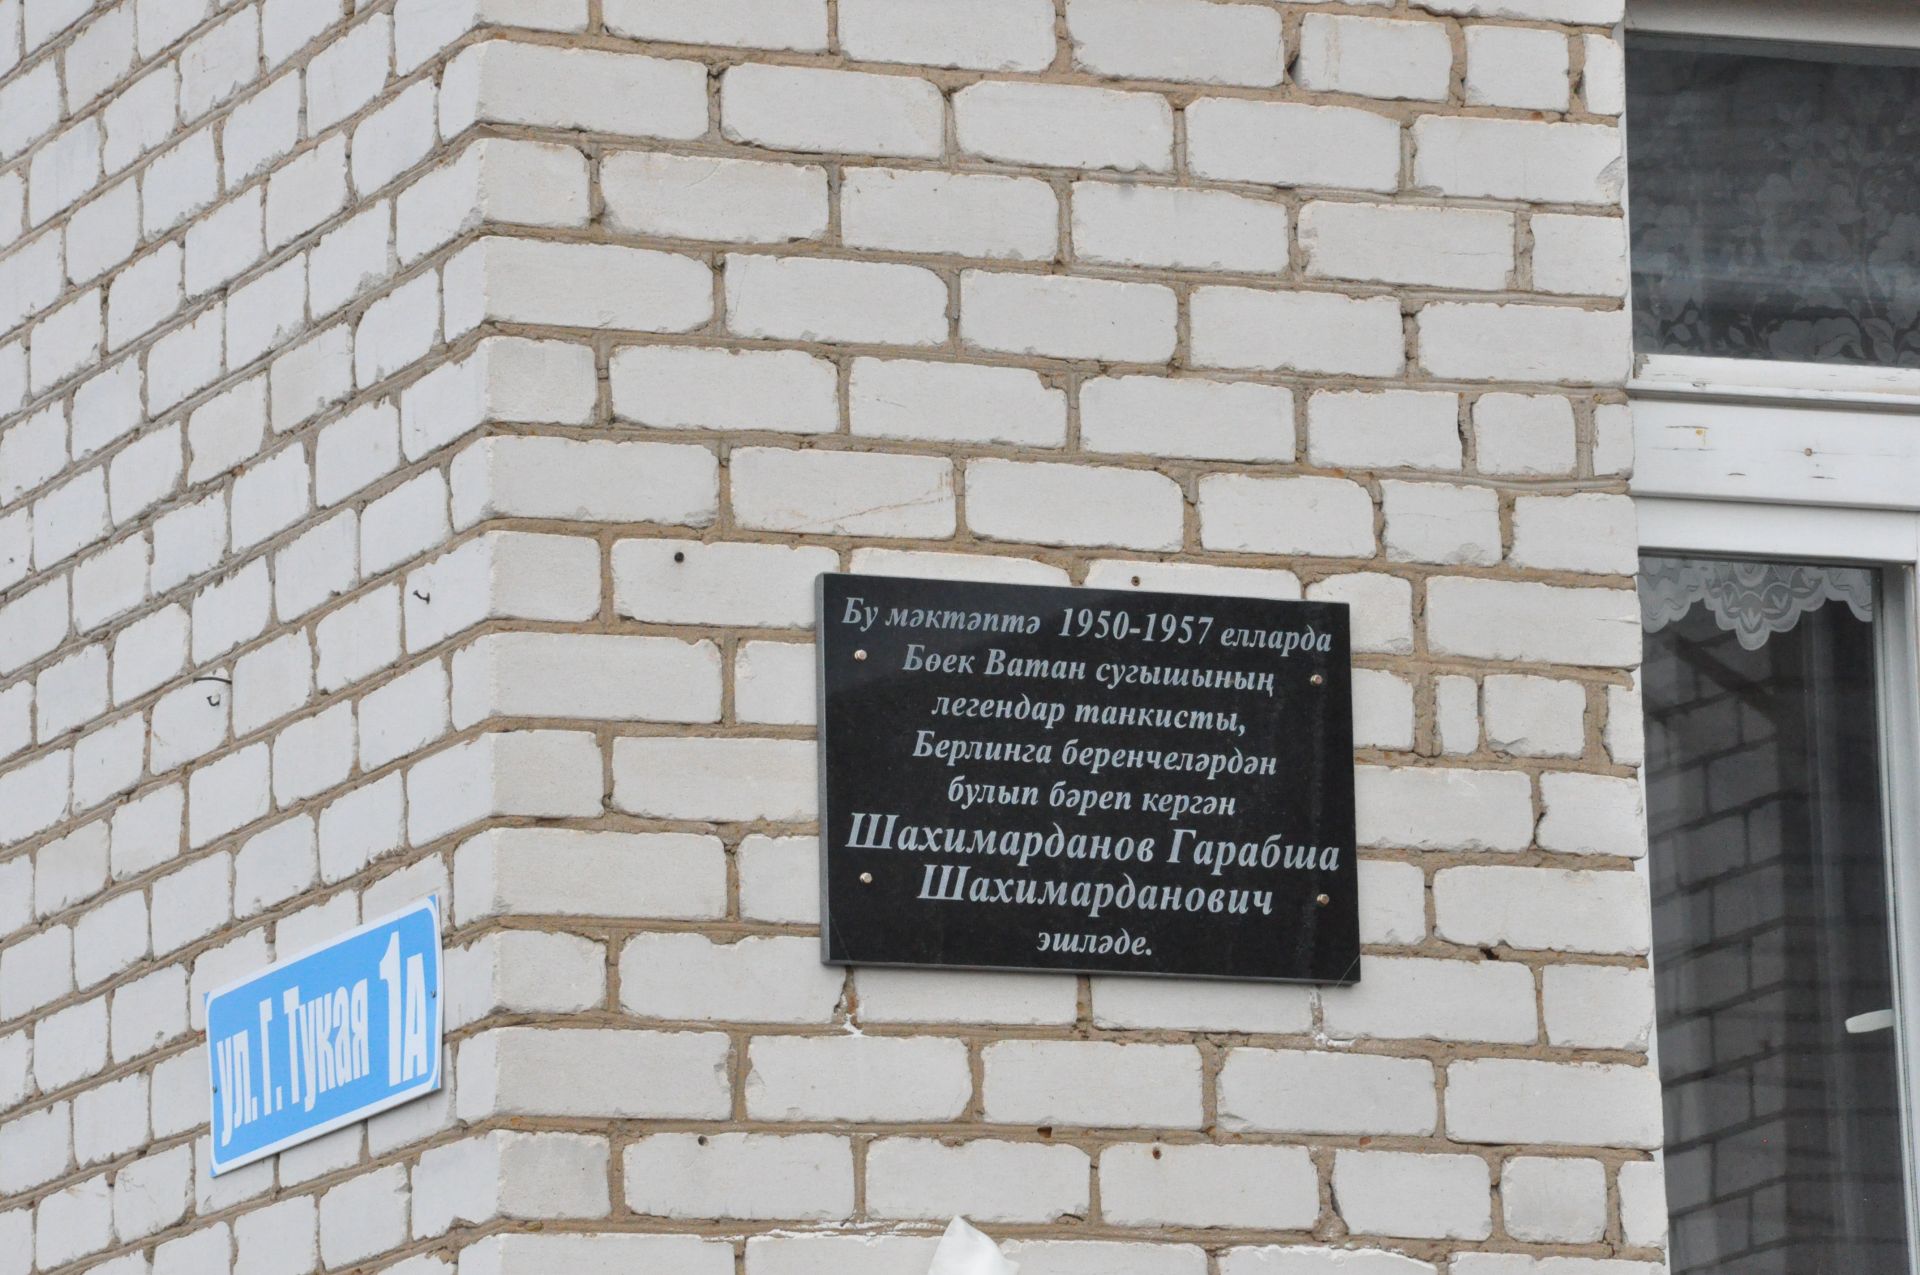 Бу мәктәптә 1950-1957 елларда
Бөек Ватан сугышының
легендар танкисты,
Берлинга беренчеләрдән
булып бәреп кергән
Шахимарданов Гарабша
Шахимарданович
эшләде.
ул. Г. Тукая 1А